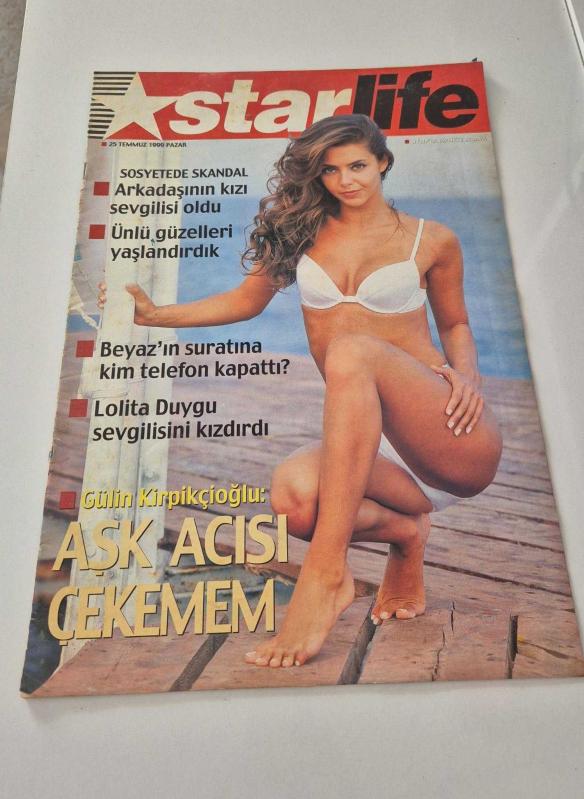 starlife
25 TEMMUZ 1999 PAZAR
SOSYETEDE SKANDAL
Arkadaşının kızı
sevgilisi oldu
Ünlü güzelleri
yaşlandırdık
Beyaz'ın suratına
kim telefon kapattı?
Lolita Duygu
sevgilisini kızdırdı
Gülin Kirpikçioğlu:
AŞK ACISI
ÇEKEMEM